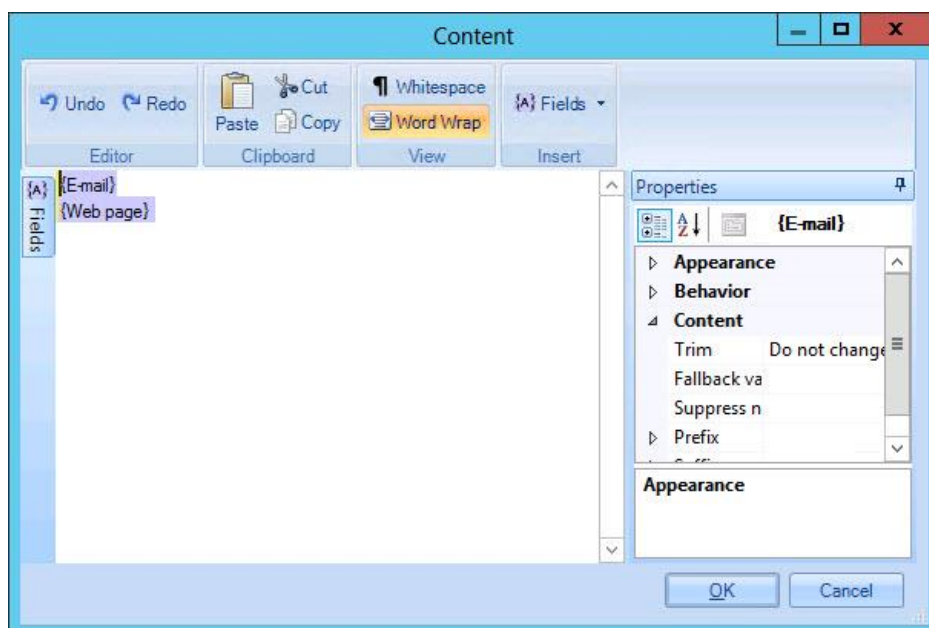 Content
Undo Redo
Paste
Cut
Copy
Whitespace
Word Wrap
{A} Fields
Editor Clipboard View Insert
{A} Fields
{E-mail}
{Web page}
Properties
A Z {E-mail}
Appearance
Behavior
Content
Trim Do not change
Fallback va
Suppress n
Prefix
Appearance
OK Cancel